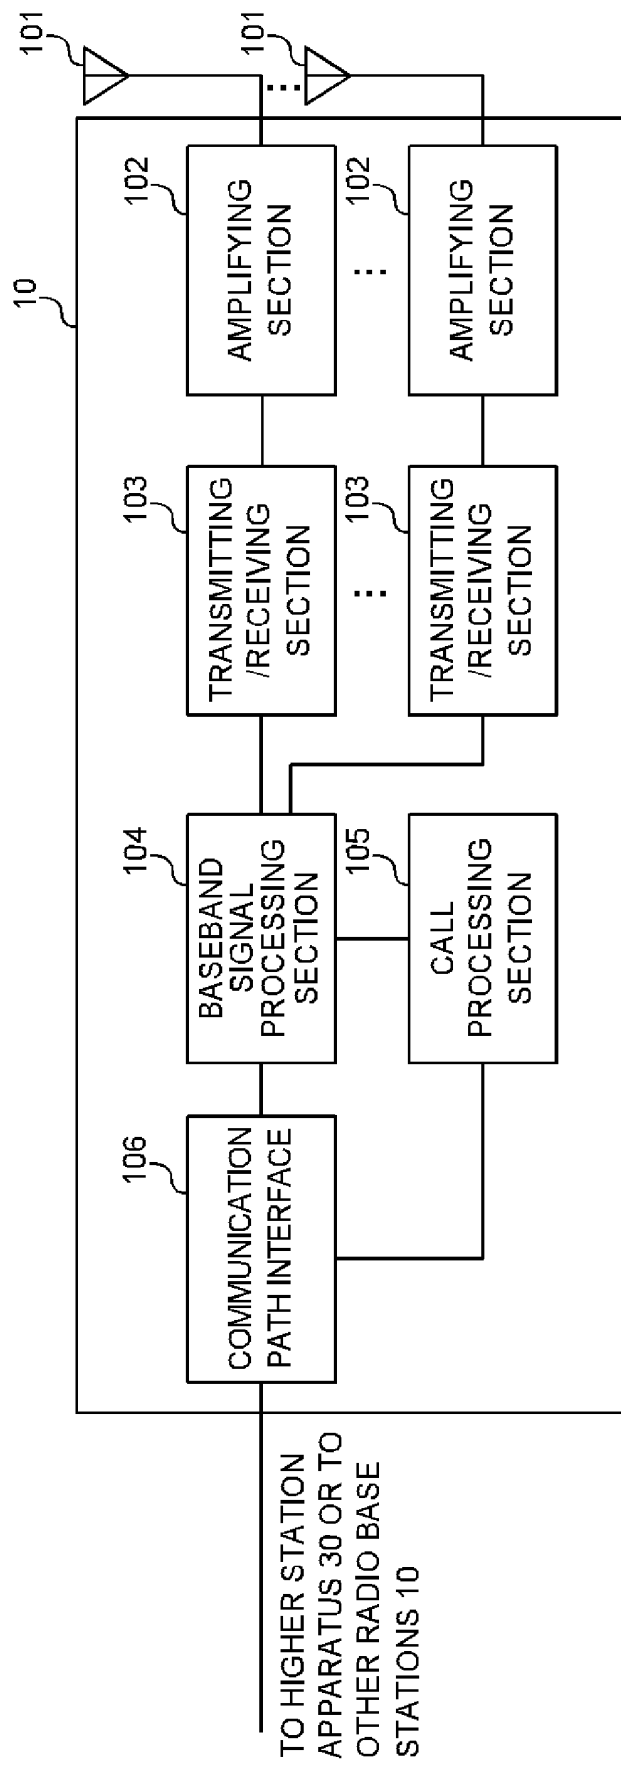 10
101
101
106
COMMUNICATION
PATH INTERFACE
104
BASEBAND
SIGNAL
PROCESSING
SECTION
103
TRANSMITTING
/RECEIVING
SECTION
102
AMPLIFYING
SECTION
...
...
...
105
CALL
PROCESSING
SECTION
103
TRANSMITTING
/RECEIVING
SECTION
102
AMPLIFYING
SECTION
TO HIGHER STATION
APPARATUS 30 OR TO
OTHER RADIO BASE
STATIONS 10